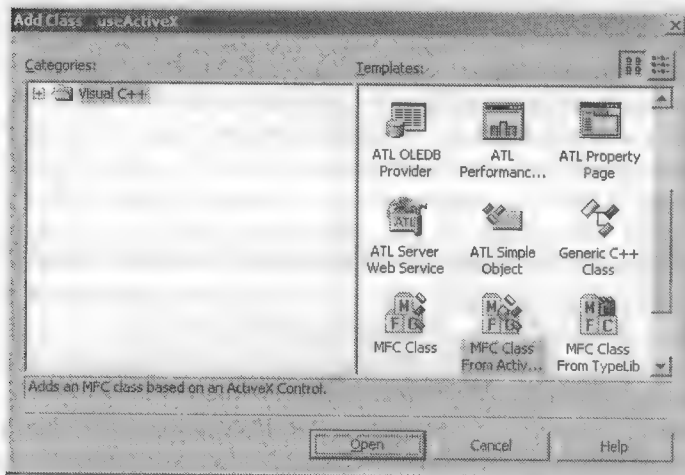 Add Class useActiveX
Categories:
Templates:
Visual C++
ATL OLEDB
Provider
ATL
Performanc...
ATL Property
Page
ATL
ATL Server
Web Service
ATL Simple
Object
Generic C++
Class
M
F C
MFC Class
M
F C
MFC Class
From Activ...
M
F C
MFC Class
From TypeLib
Adds an MFC class based on an ActiveX Control.
Open
Cancel
Help